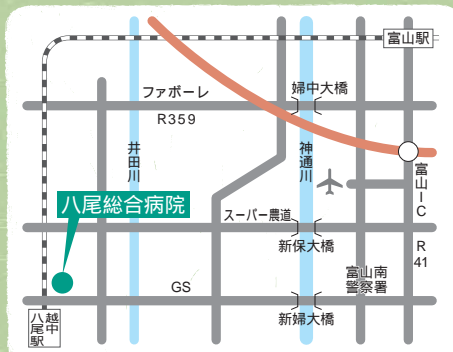 富山駅
ファボーレ
R359
婦中大橋
井田川
神通川
富山IC
八尾総合病院
スーパー農道
新保大橋
R
41
富山南
警察署
GS
新婦大橋
越中
八尾駅